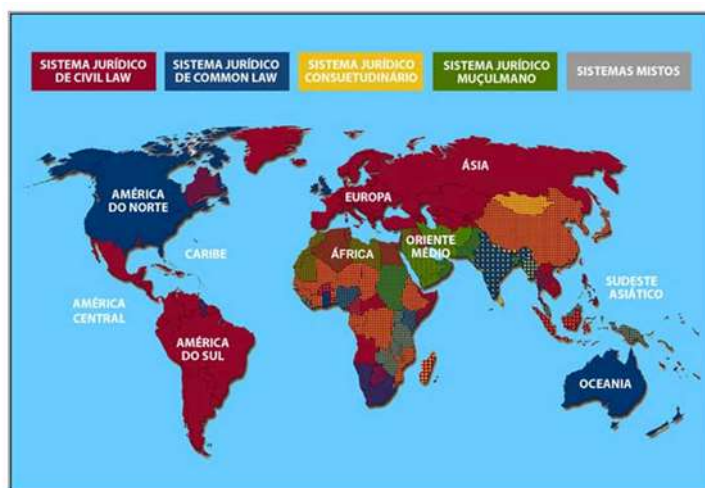 SISTEMA JURÍDICO
DE CIVIL LAW
SISTEMA JURÍDICO
DE COMMON LAW
SISTEMA JURÍDICO
CONSUETUDINÁRIO
SISTEMA JURÍDICO
MUÇULMANO
SISTEMAS MISTOS
ÁSIA
AMÉRICA
DO NORTE
EUROPA
CARIBE
ÁFRICA
ORIENTE
MÉDIO
AMÉRICA
CENTRAL
SUDESTE
ASIÁTICO
AMÉRICA
DO SUL
OCEANIA